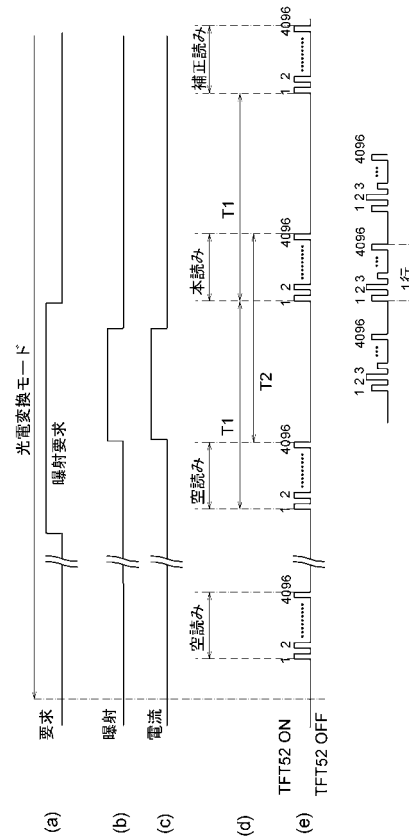 光電変換モード
(a) 要求
曝射要求
(b) 曝射
(c) 電流
(d) 空読み 空読み 本読み 補正読み
T1 T1
T2
(e) TFT52 ON
TFT52 OFF
1 2 4096 1 2 4096 1 2 4096 1 2 4096
1 2 3 4096 1 2 3 4096 1 2 3 4096
1行